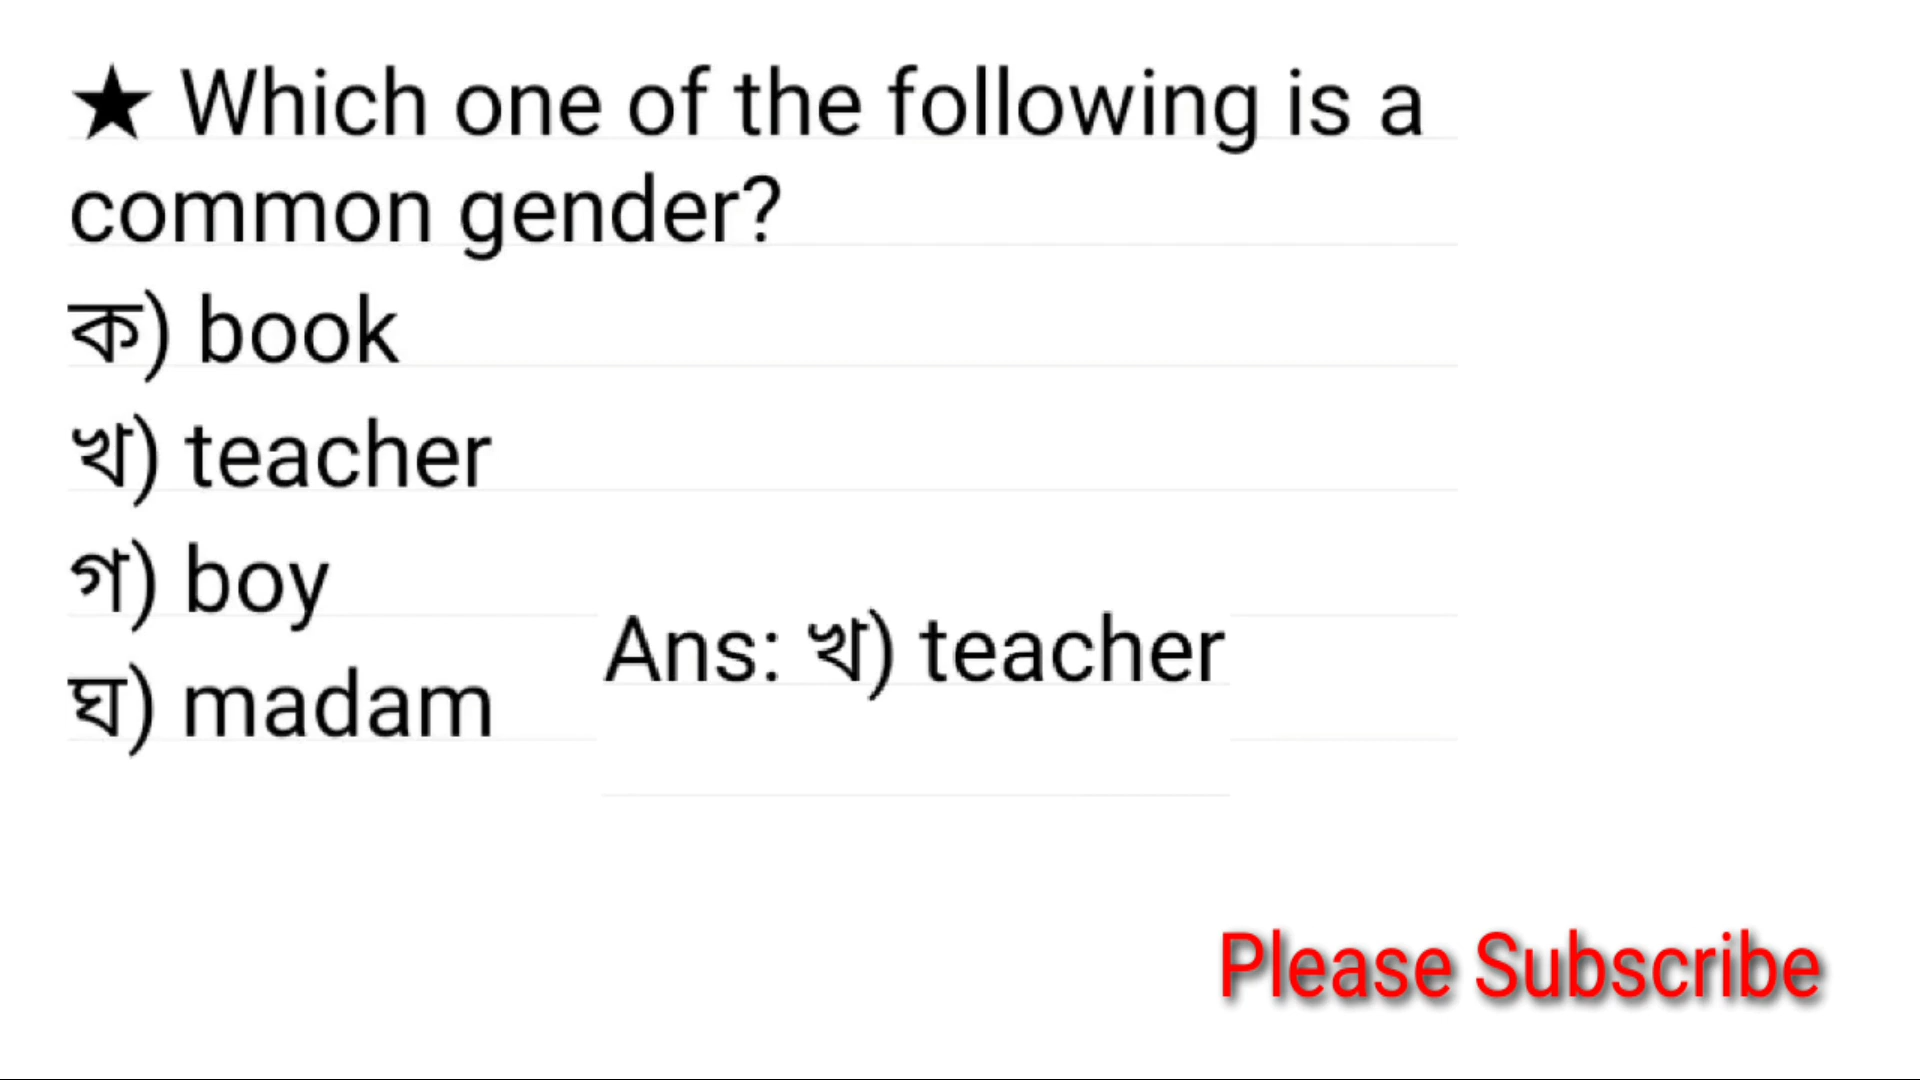 ★ Which one of the following is a
common gender?
ক) book
খ) teacher
গ) boy
ঘ) madam
Ans: খ) teacher
Please Subscribe